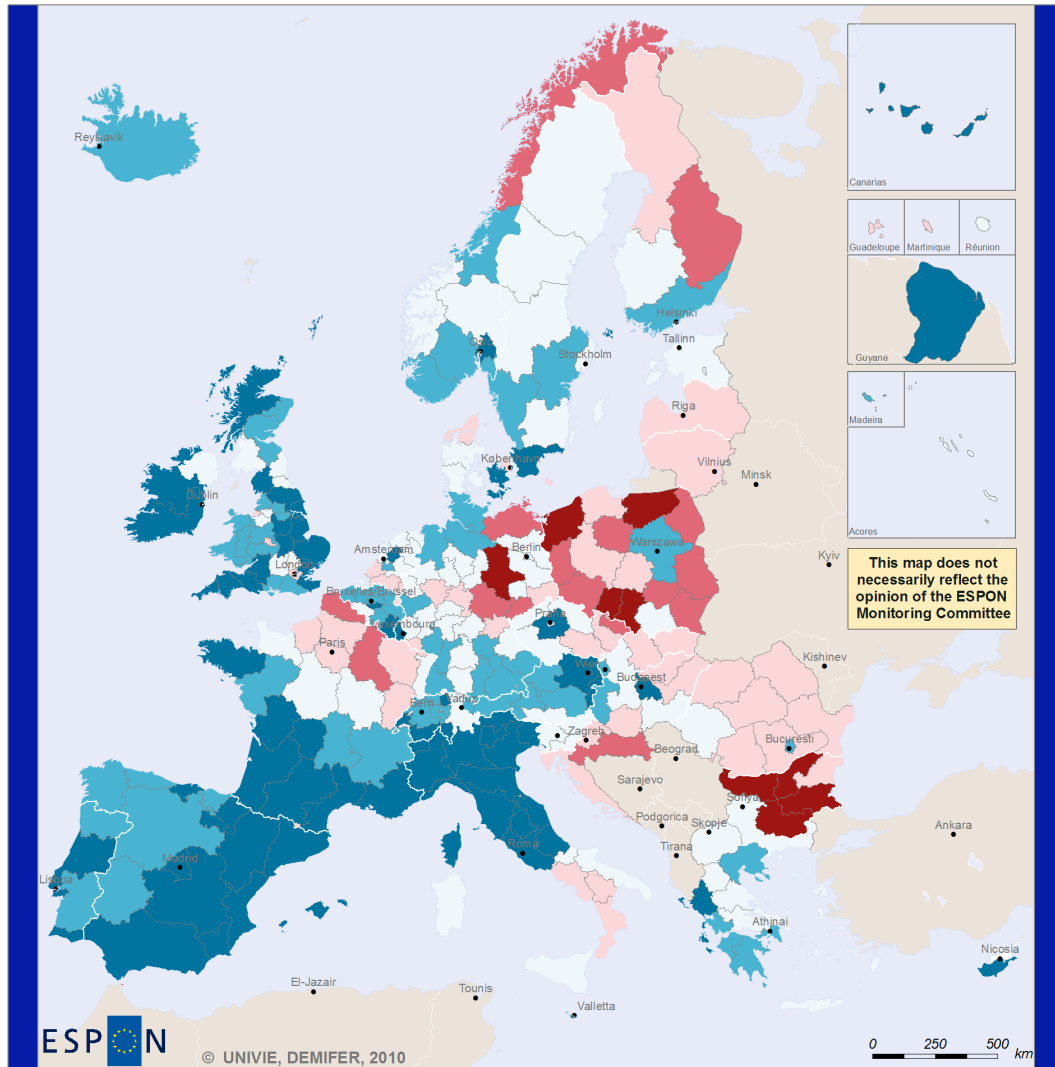 Reykjavik
Canarias
Guadeloupe
Martinique
Réunion
Guyane
Madeira
Acores
Oslo
Helsinki
Tallinn
Stockholm
Riga
København
Vilnius
Minsk
Dublin
London
Amsterdam
Berlin
Warszawa
Kyiv
Bruxelles/Brussel
Luxembourg
Praha
Paris
Wien
Budapest
Kishinev
Bern
Vaduz
Zagreb
Beograd
Bucuresti
Sarajevo
Sofiya
Podgorica
Skopje
Tirana
Ankara
Roma
Madrid
Lisboa
Athinai
Nicosia
El-Jazair
Tounis
Valletta
This map does not
necessarily reflect the
opinion of the ESPON
Monitoring Committee
ESPON
© UNIVIE, DEMIFER, 2010
0 250 500
km